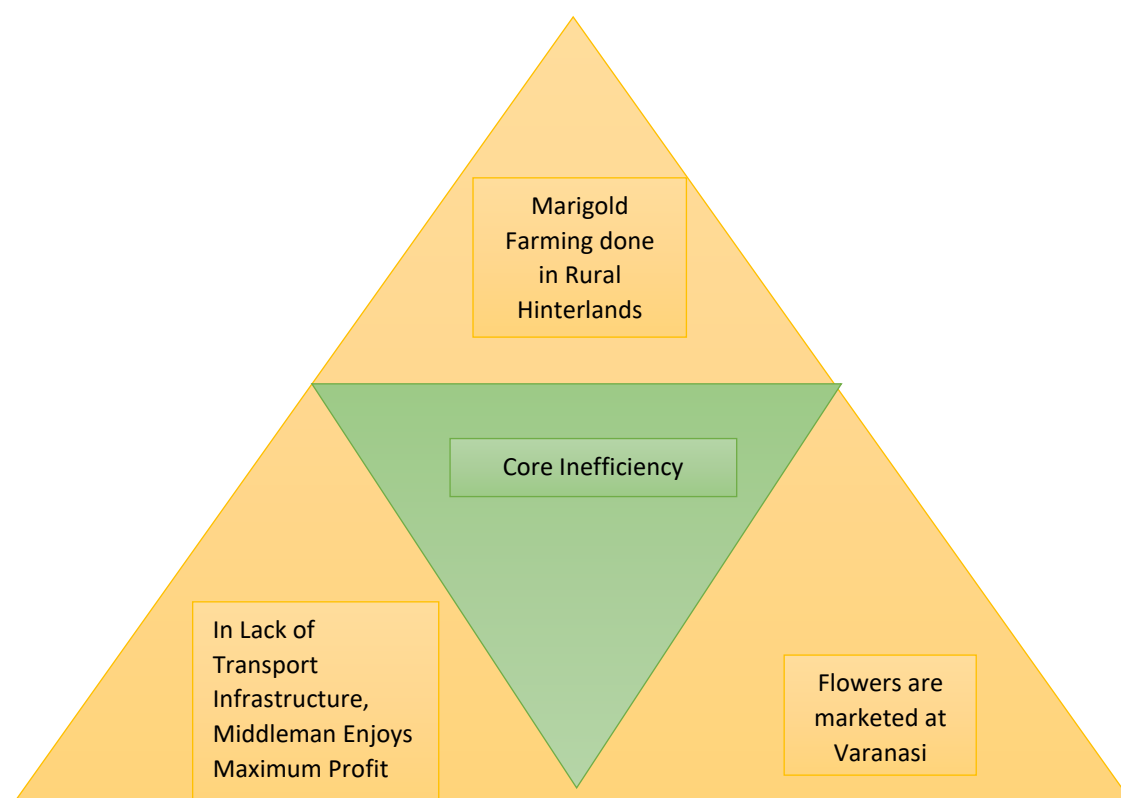 Marigold
Farming done
in Rural
Hinterlands
Core Inefficiency
In Lack of
Transport
Infrastructure,
Middleman Enjoys
Maximum Profit
Flowers are
marketed at
Varanasi